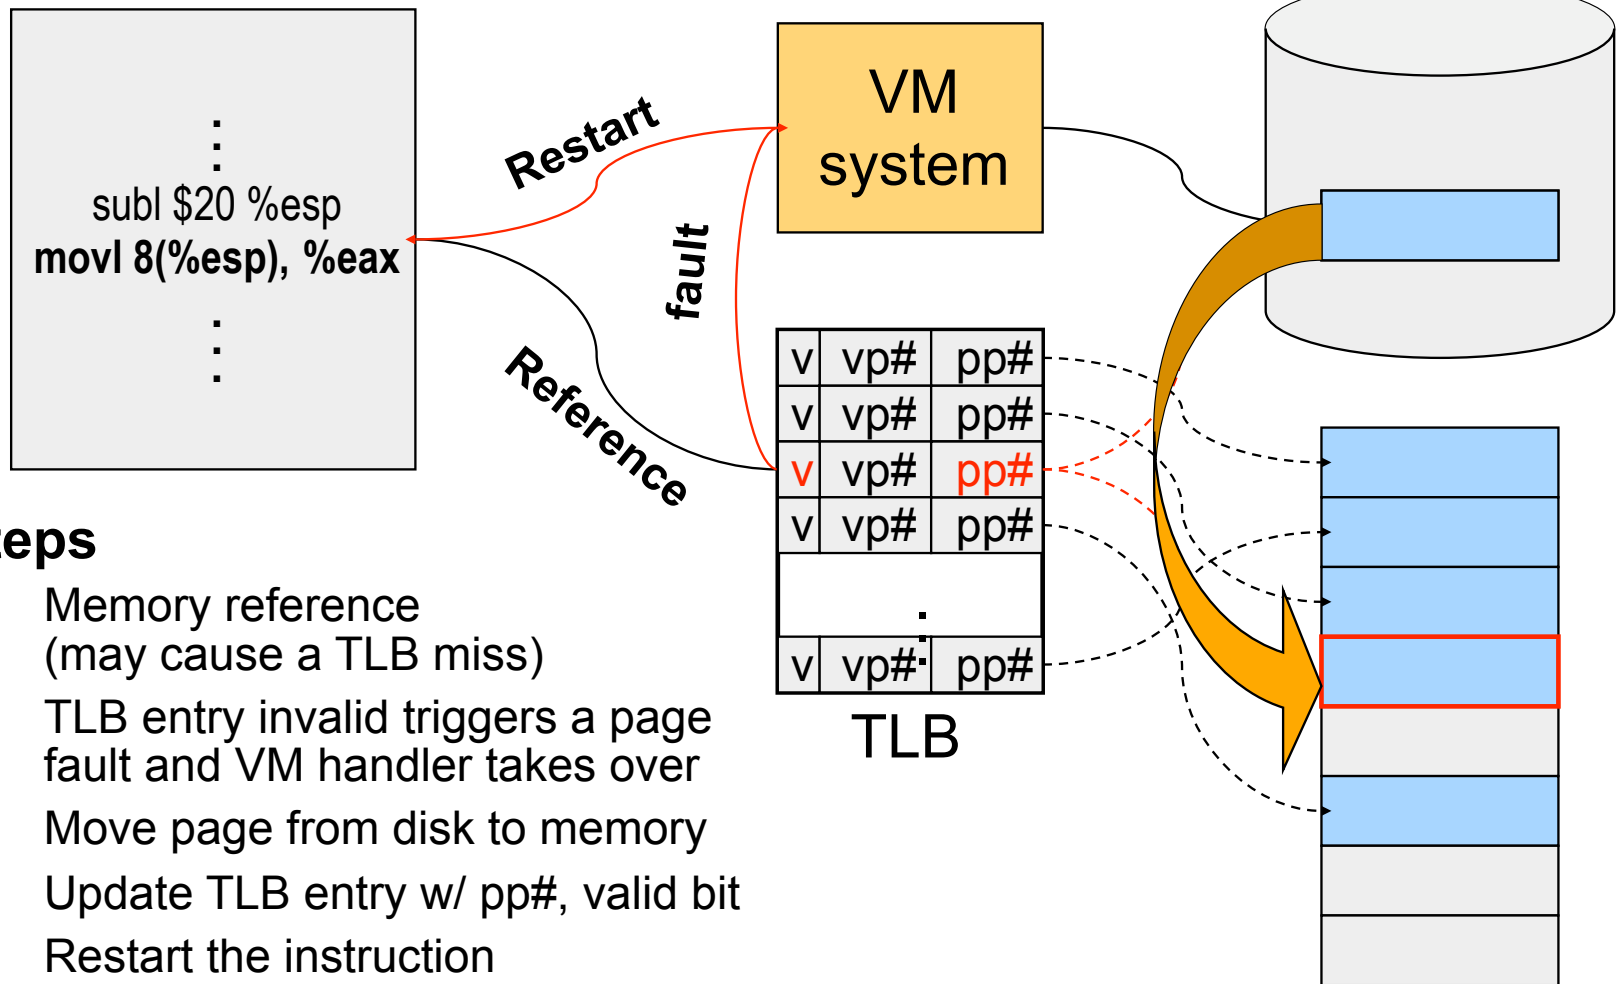 .
.
.
subl $20 %esp
movl 8(%esp), %eax
.
.
.
Restart
fault
Reference
VM
system
v vp# pp#
v vp# pp#
v vp# pp#
v vp# pp#
.
.
.
v vp# pp#
TLB
teps
Memory reference
(may cause a TLB miss)
TLB entry invalid triggers a page
fault and VM handler takes over
Move page from disk to memory
Update TLB entry w/ pp#, valid bit
Restart the instruction